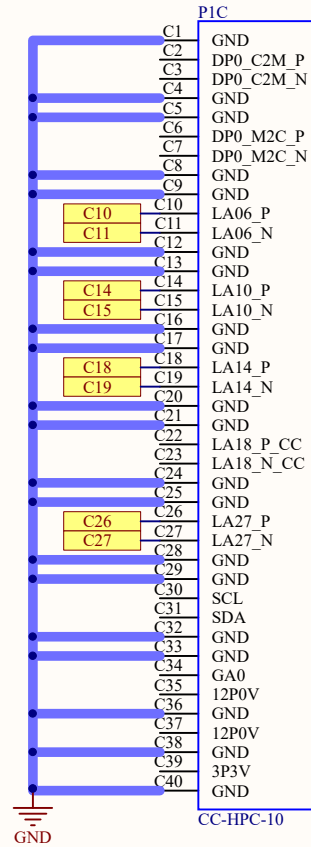 P1C
C1 GND
C2 DP0_C2M_P
C3 DP0_C2M_N
C4 GND
C5 GND
C6 DP0_M2C_P
C7 DP0_M2C_N
C8 GND
C9 GND
C10 C10 LA06_P
C11 C11 LA06_N
C12 GND
C13 GND
C14 C14 LA10_P
C15 C15 LA10_N
C16 GND
C17 GND
C18 C18 LA14_P
C19 C19 LA14_N
C20 GND
C21 GND
C22 LA18_P_CC
C23 LA18_N_CC
C24 GND
C25 GND
C26 C26 LA27_P
C27 C27 LA27_N
C28 GND
C29 GND
C30 SCL
C31 SDA
C32 GND
C33 GND
C34 GA0
C35 12P0V
C36 GND
C37 12P0V
C38 GND
C39 3P3V
C40 GND
CC-HPC-10
GND